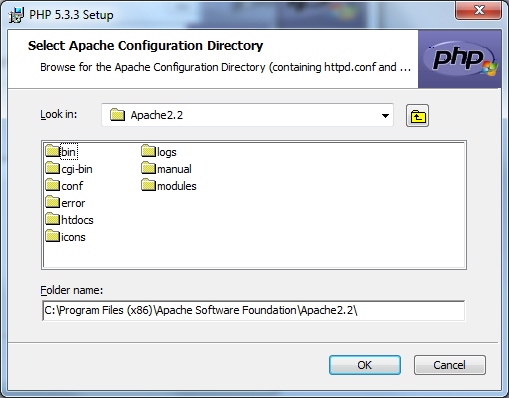 PHP 5.3.3 Setup
Select Apache Configuration Directory
Browse for the Apache Configuration Directory (containing httpd.conf and ...
php
Look in:
Apache2.2
bin
cgi-bin
conf
error
htdocs
icons
logs
manual
modules
Folder name:
C:\Program Files (x86)\Apache Software Foundation\Apache2.2\
OK
Cancel